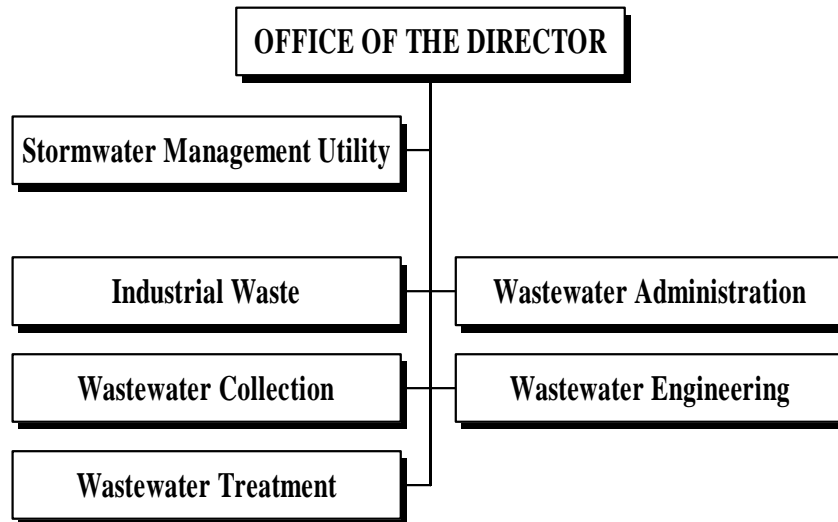 OFFICE OF THE DIRECTOR
Stormwater Management Utility
Industrial Waste
Wastewater Administration
Wastewater Collection
Wastewater Engineering
Wastewater Treatment